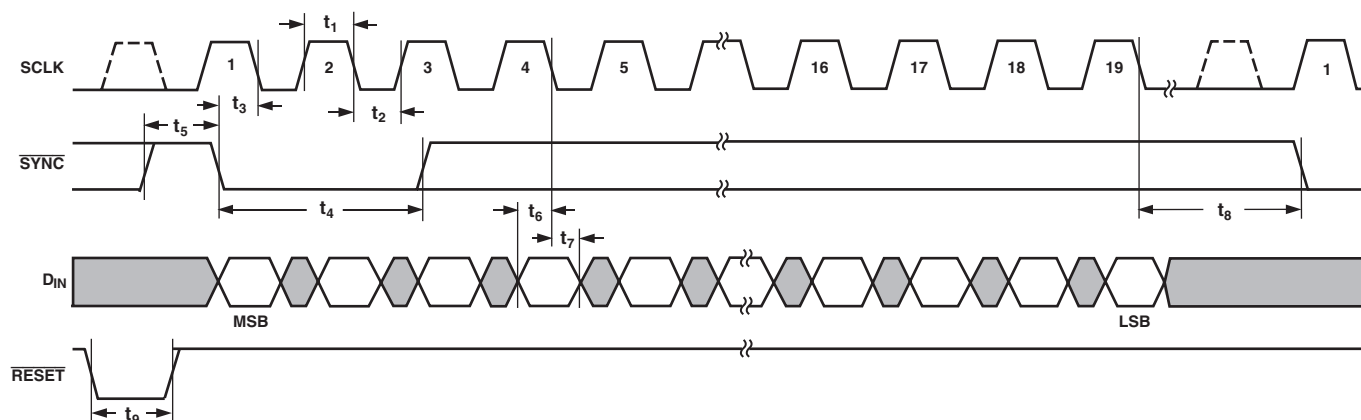 t1
SCLK 1 2 3 4 5 16 17 18 19 1
t3 t2
t5
SYNC
t4 t8
t6
t7
DIN
MSB LSB
RESET
t9